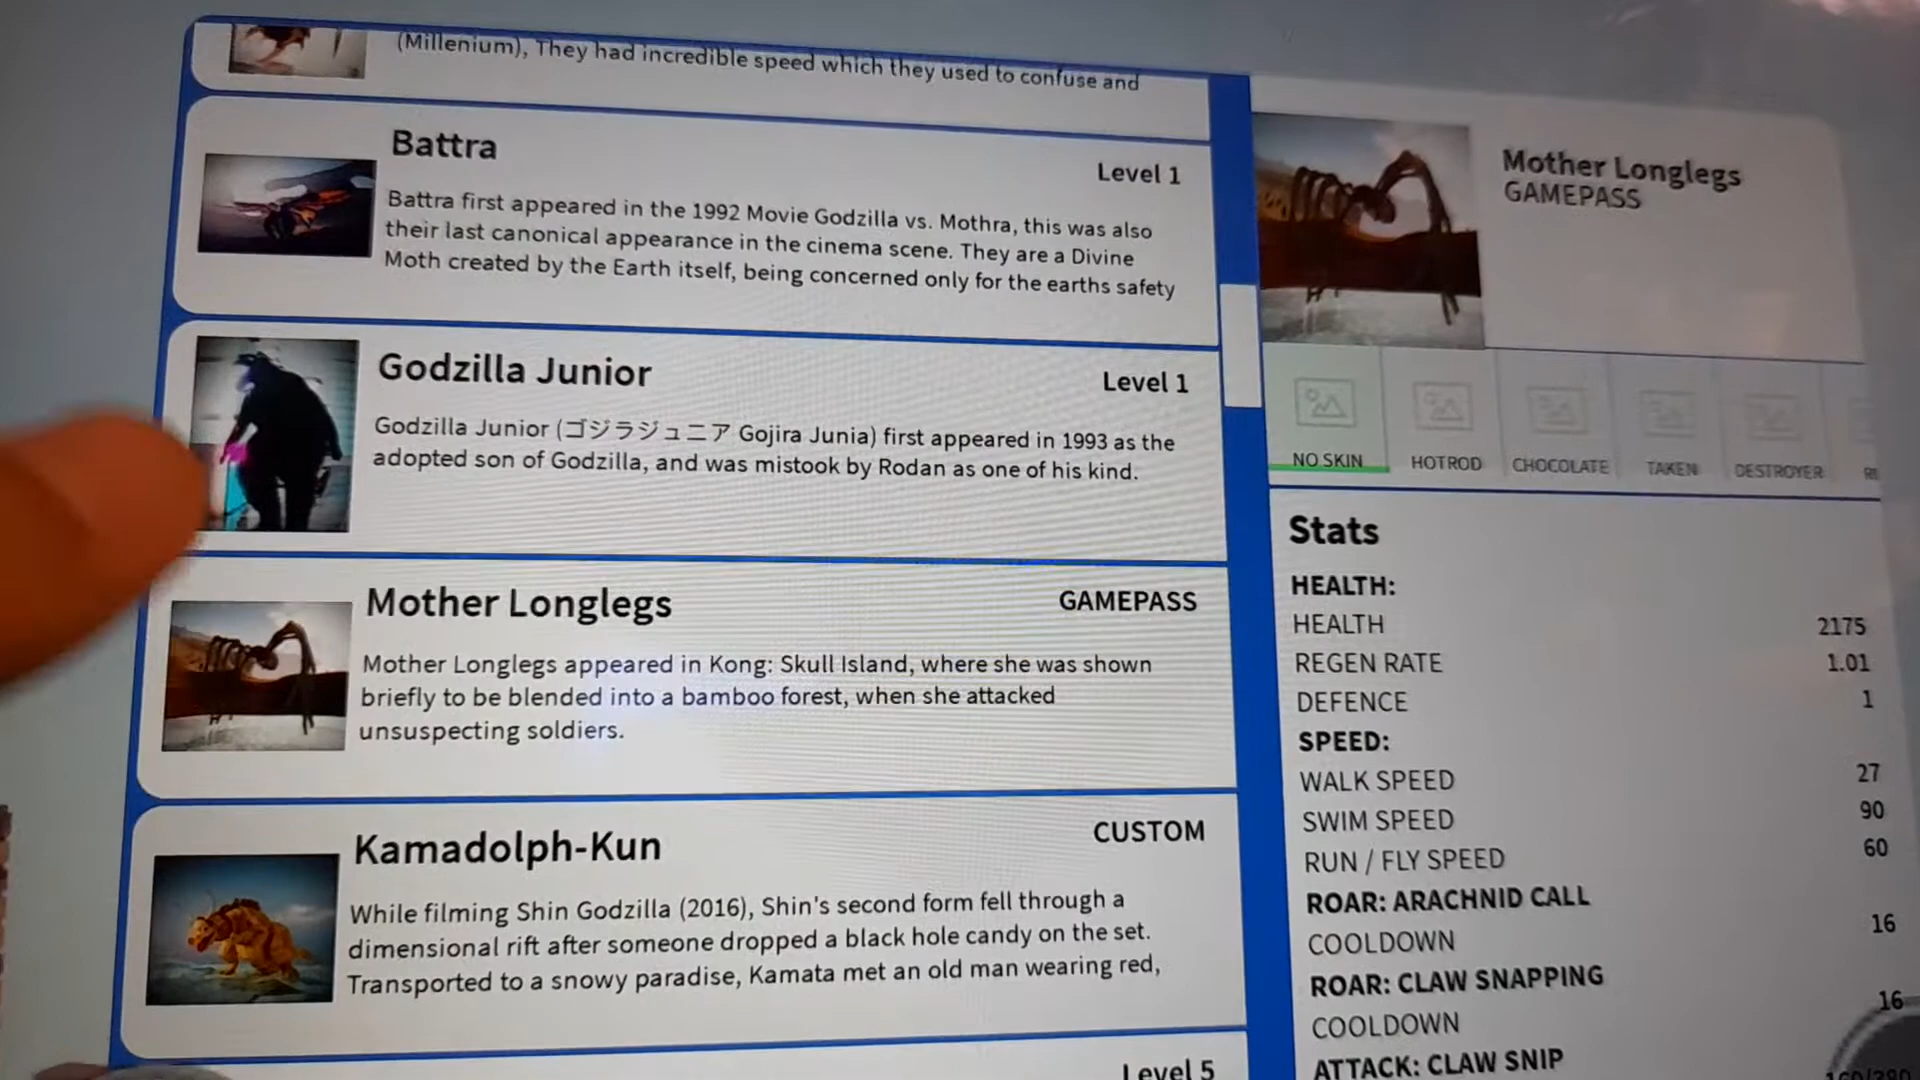 (Millenium), They had incredible speed which they used to confuse and
Battra
Level 1
Battra first appeared in the 1992 Movie Godzilla vs. Mothra, this was also
their last canonical appearance in the cinema scene. They are a Divine
Moth created by the Earth itself, being concerned only for the earths safety
Godzilla Junior
Level 1
Godzilla Junior (ゴジラジュニア Gojira Junia) first appeared in 1993 as the
adopted son of Godzilla, and was mistook by Rodan as one of his kind.
Mother Longlegs
GAMEPASS
Mother Longlegs appeared in Kong: Skull Island, where she was shown
briefly to be blended into a bamboo forest, when she attacked
unsuspecting soldiers.
Kamadolph-Kun
CUSTOM
While filming Shin Godzilla (2016), Shin's second form fell through a
dimensional rift after someone dropped a black hole candy on the set.
Transported to a snowy paradise, Kamata met an old man wearing red,
Level 5
Mother Longlegs
GAMEPASS
NO SKIN HOTROD CHOCOLATE TAKEN DESTROYER
Stats
HEALTH:
HEALTH 2175
REGEN RATE 1.01
DEFENCE 1
SPEED:
WALK SPEED 27
SWIM SPEED 90
RUN / FLY SPEED 60
ROAR: ARACHNID CALL
COOLDOWN 16
ROAR: CLAW SNAPPING
COOLDOWN 16
ATTACK: CLAW SNIP